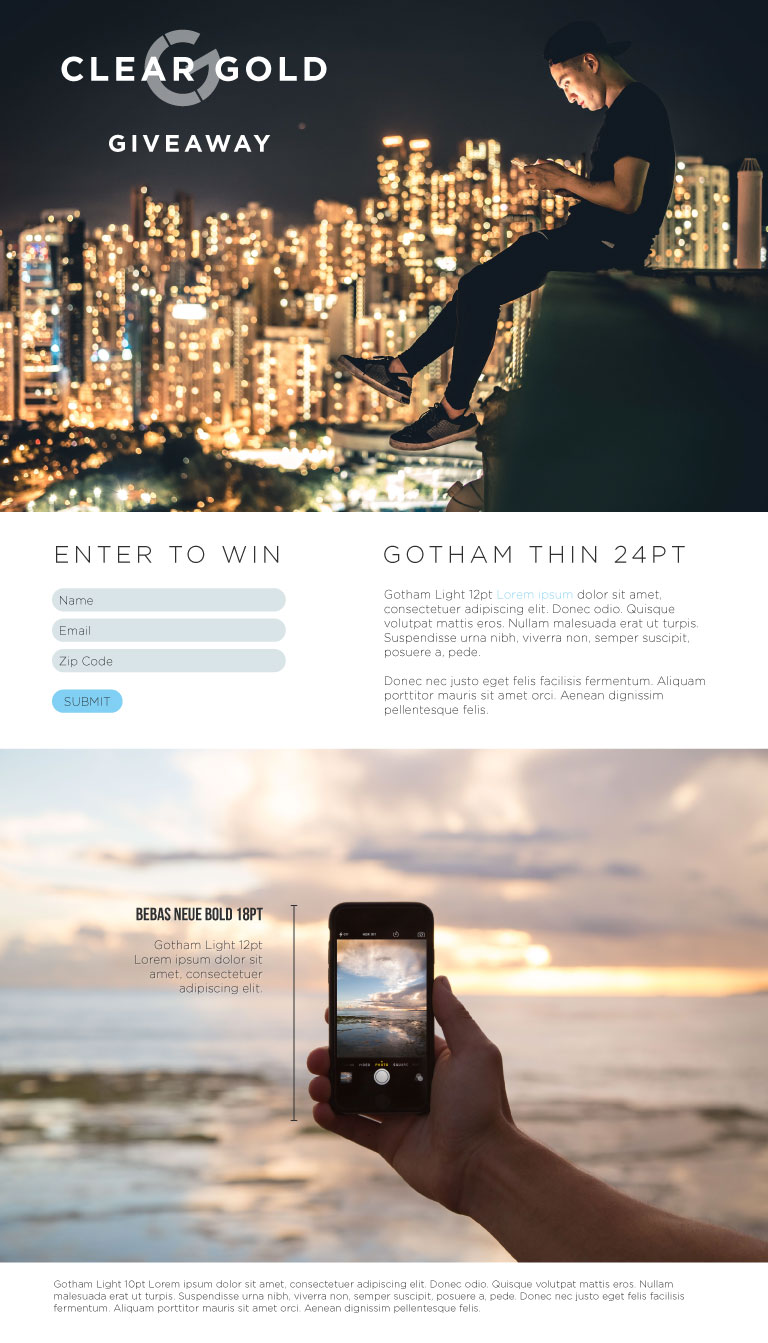 CLEAR GOLD
GIVEAWAY
ENTER TO WIN
Name
Email
Zip Code
SUBMIT
GOTHAM THIN 24PT
Gotham Light 12pt Lorem ipsum dolor sit amet,
consectetuer adipiscing elit. Donec odio. Quisque
volutpat mattis eros. Nullam malesuada erat ut turpis.
Suspendisse urna nibh, viverra non, semper suscipit,
posuere a, pede.
Donec nec justo eget felis facilisis fermentum. Aliquam
porttitor mauris sit amet orci. Aenean dignissim
pellentesque felis.
BEBAS NEUE BOLD 18PT
Gotham Light 12pt
Lorem ipsum dolor sit
amet, consectetuer
adipiscing elit.
VIDEO PHOTO SQUARE
Gotham Light 10pt Lorem ipsum dolor sit amet, consectetuer adipiscing elit. Donec odio. Quisque volutpat mattis eros. Nullam
malesuada erat ut turpis. Suspendisse urna nibh, viverra non, semper suscipit, posuere a, pede. Donec nec justo eget felis facilisis
fermentum. Aliquam porttitor mauris sit amet orci. Aenean dignissim pellentesque felis.